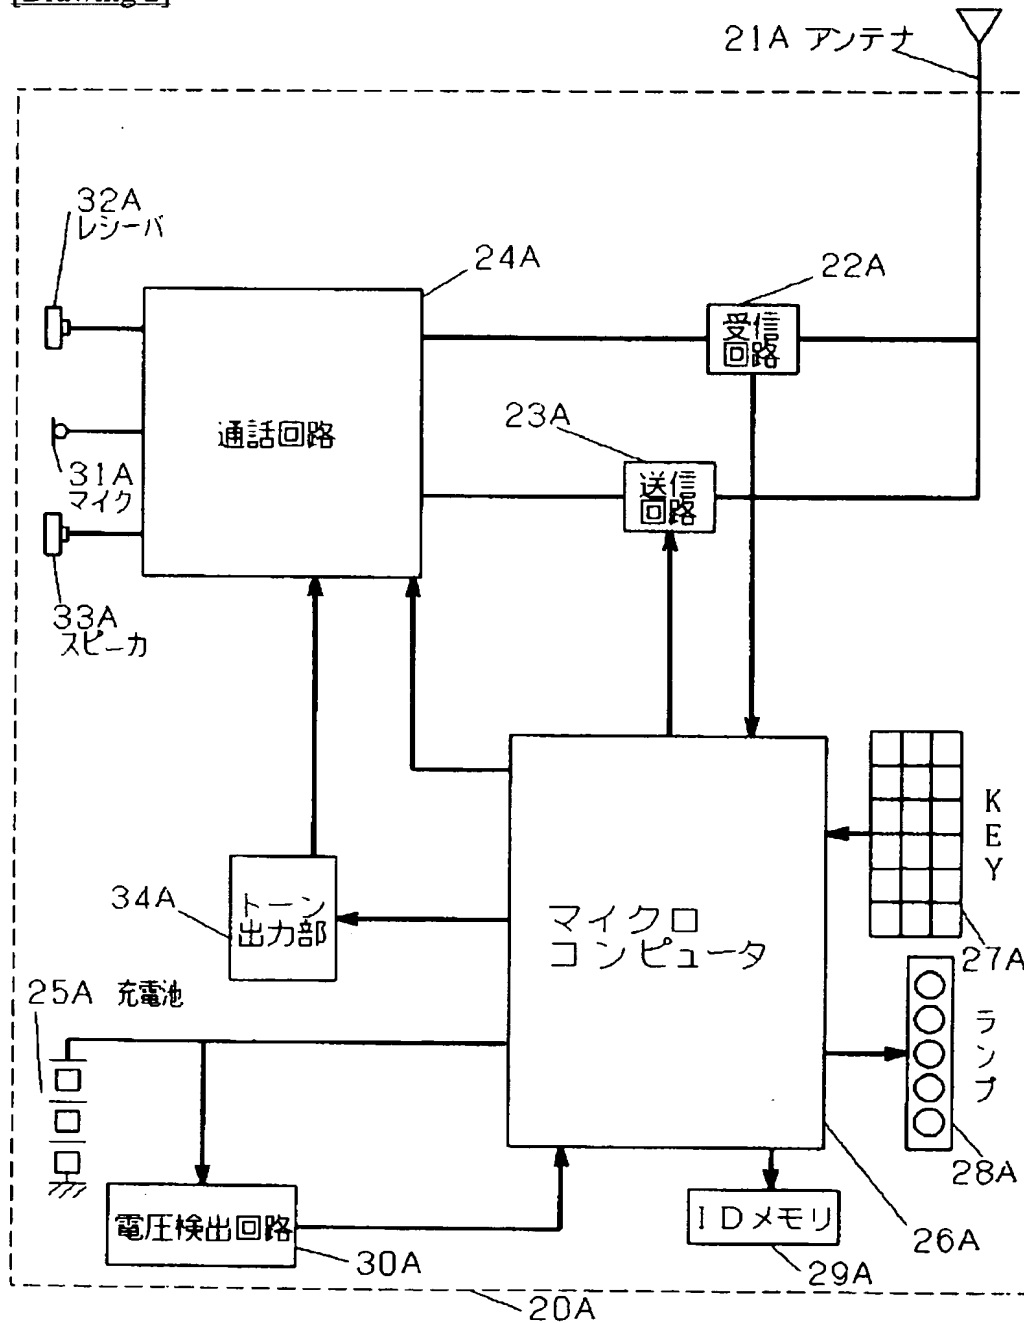 21A アンテナ
32A
レシーバ
24A
22A
受信
回路
23A
通話回路
送信
回路
31A
マイク
33A
スピーカ
KEY
34A
トーン
出力部
マイクロ
コンピュータ
27A
25A 充電池
ランプ
28A
電圧検出回路
30A
IDメモリ
26A
29A
20A